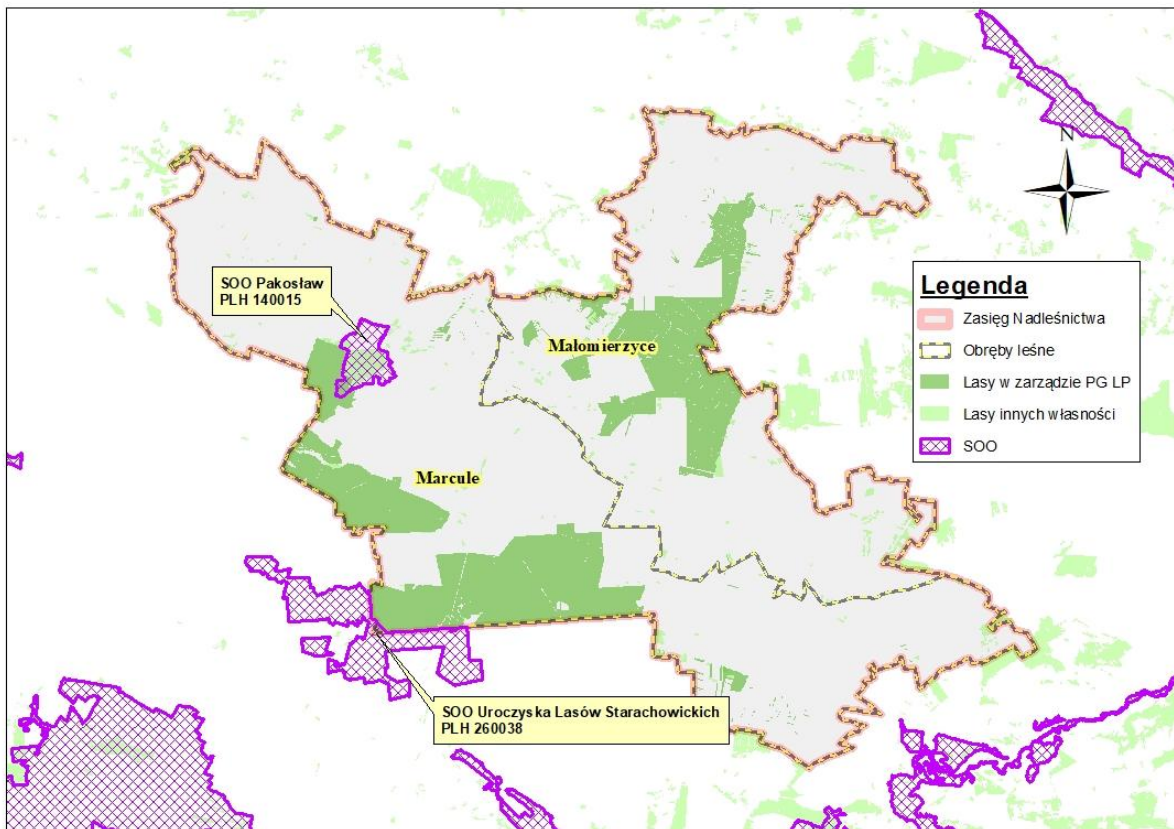 N
SOO Pakosław
PLH 140015
Małomierzyce
Marcule
SOO Uroczyska Lasów Starachowickich
PLH 260038
Legenda
Zasięg Nadleśnictwa
Obręby leśne
Lasy w zarządzie PG LP
Lasy innych własności
SOO